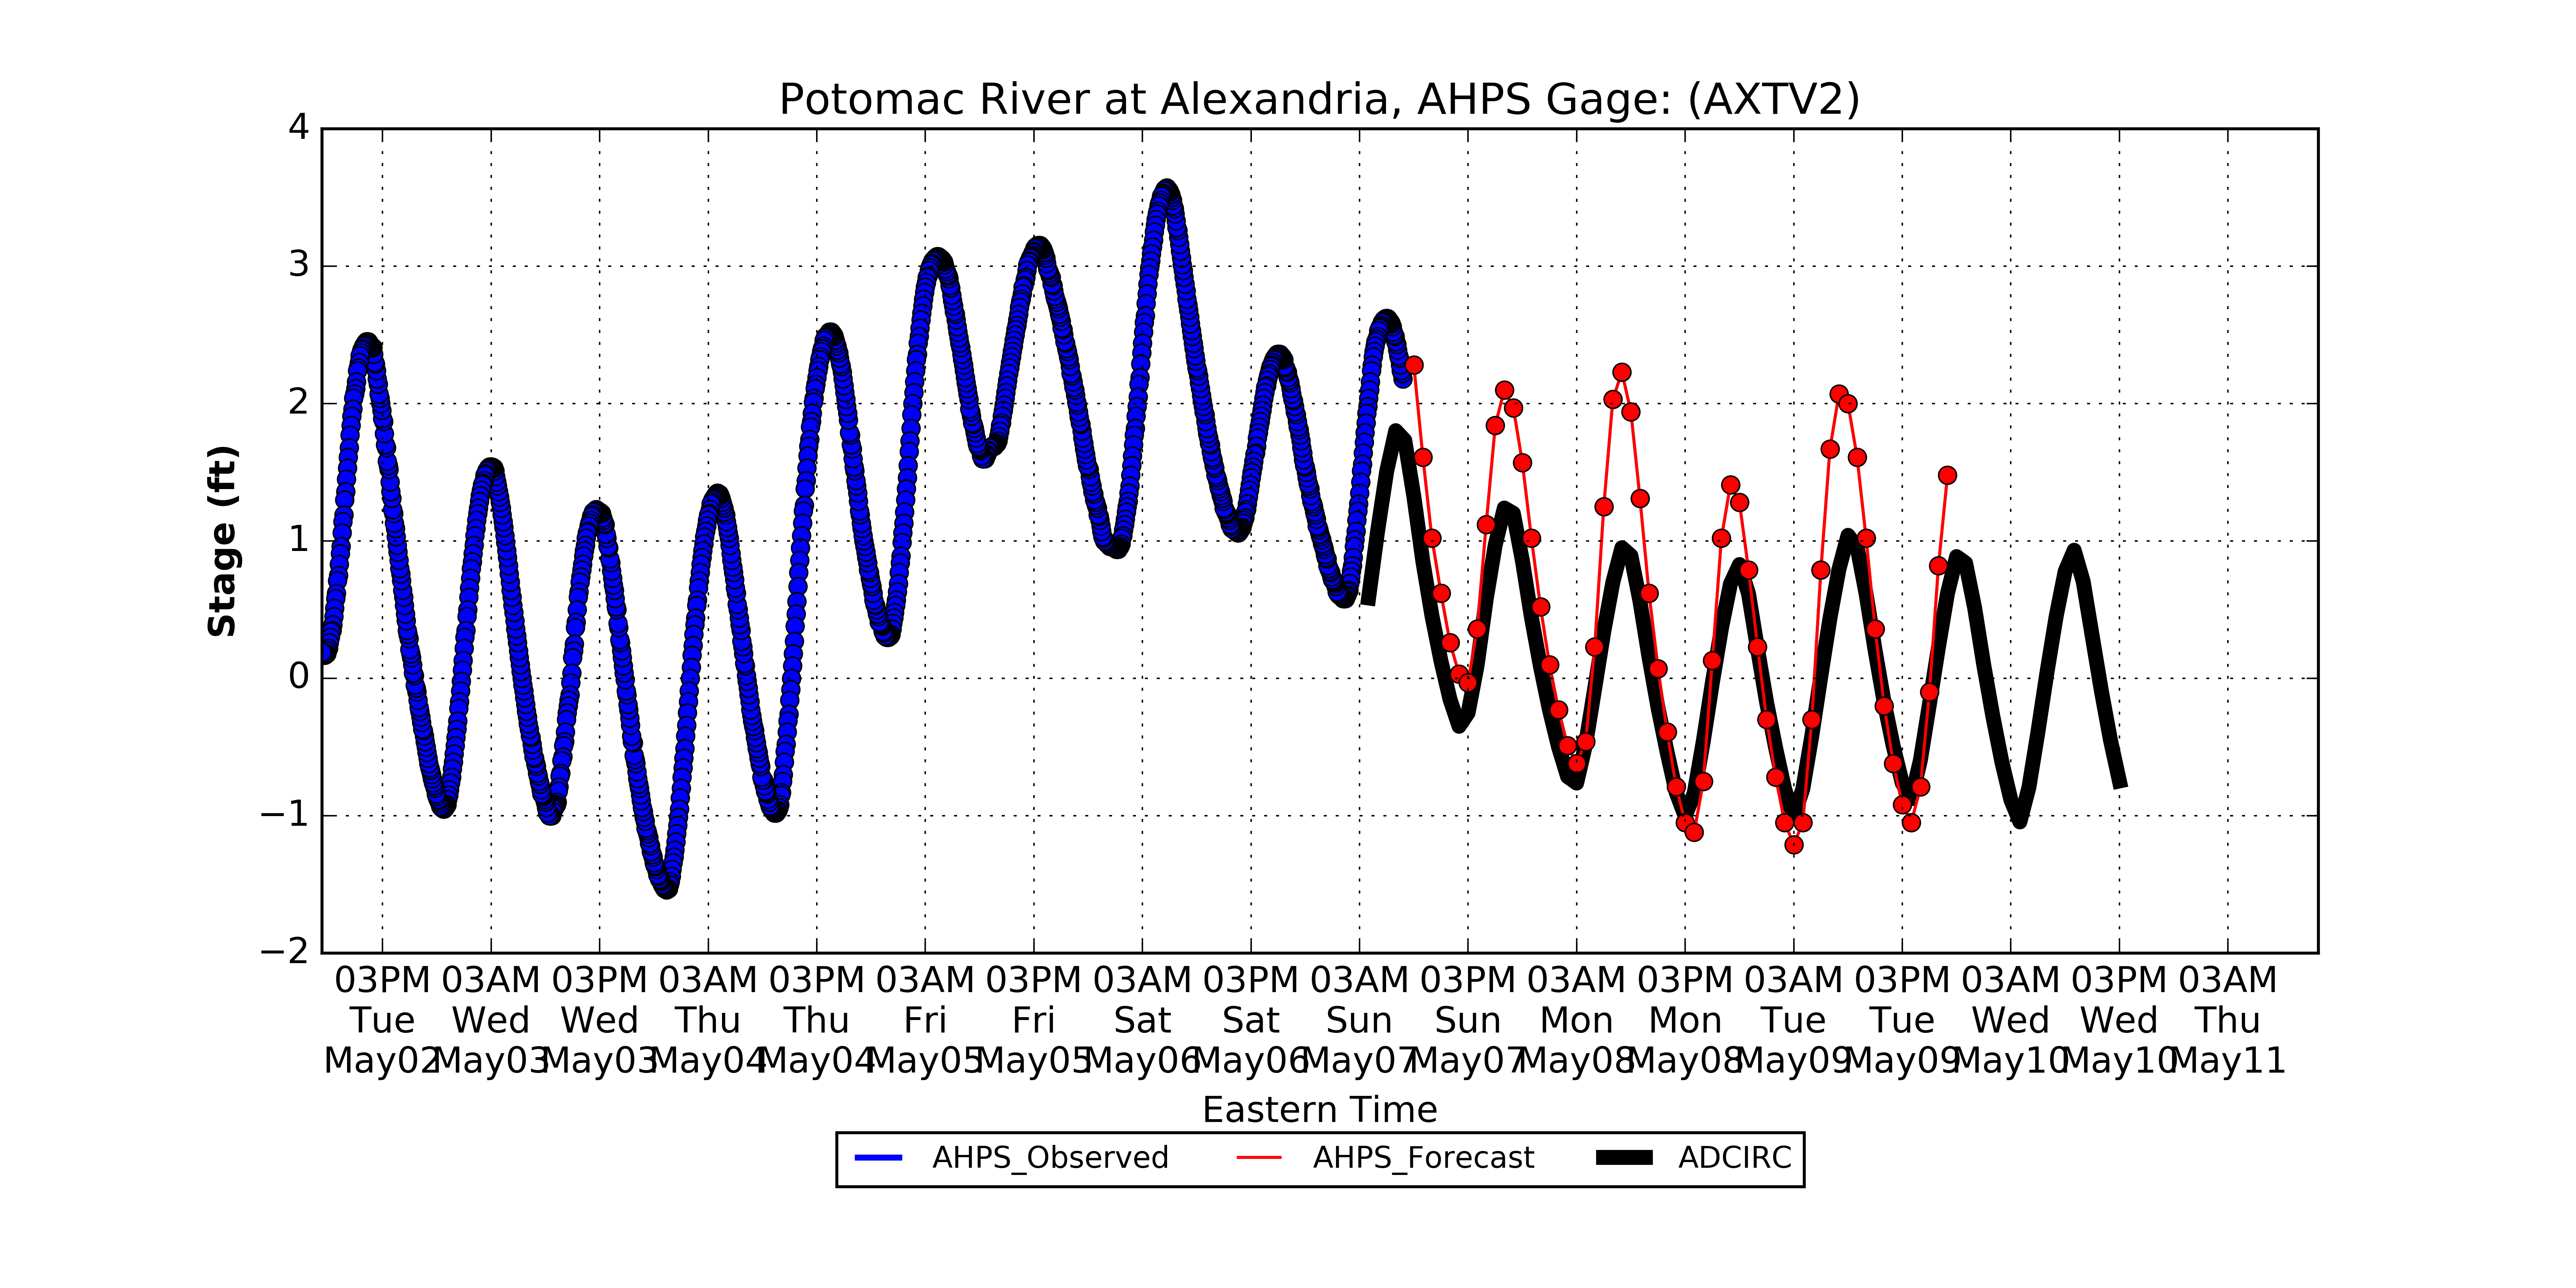 Potomac River at Alexandria, AHPS Gage: (AXTV2)
4
3
2
1
0
−1
−2
Stage (ft)
03PM 03AM 03PM 03AM 03PM 03AM 03PM 03AM 03PM 03AM 03PM 03AM 03PM 03AM 03PM 03AM 03PM 03AM
Tue Wed Wed Thu Thu Fri Fri Sat Sat Sun Sun Mon Mon Tue Tue Wed Wed Thu
May02 May03 May03 May04 May04 May05 May05 May06 May06 May07 May07 May08 May08 May09 May09 May10 May10 May11
Eastern Time
AHPS_Observed AHPS_Forecast ADCIRC